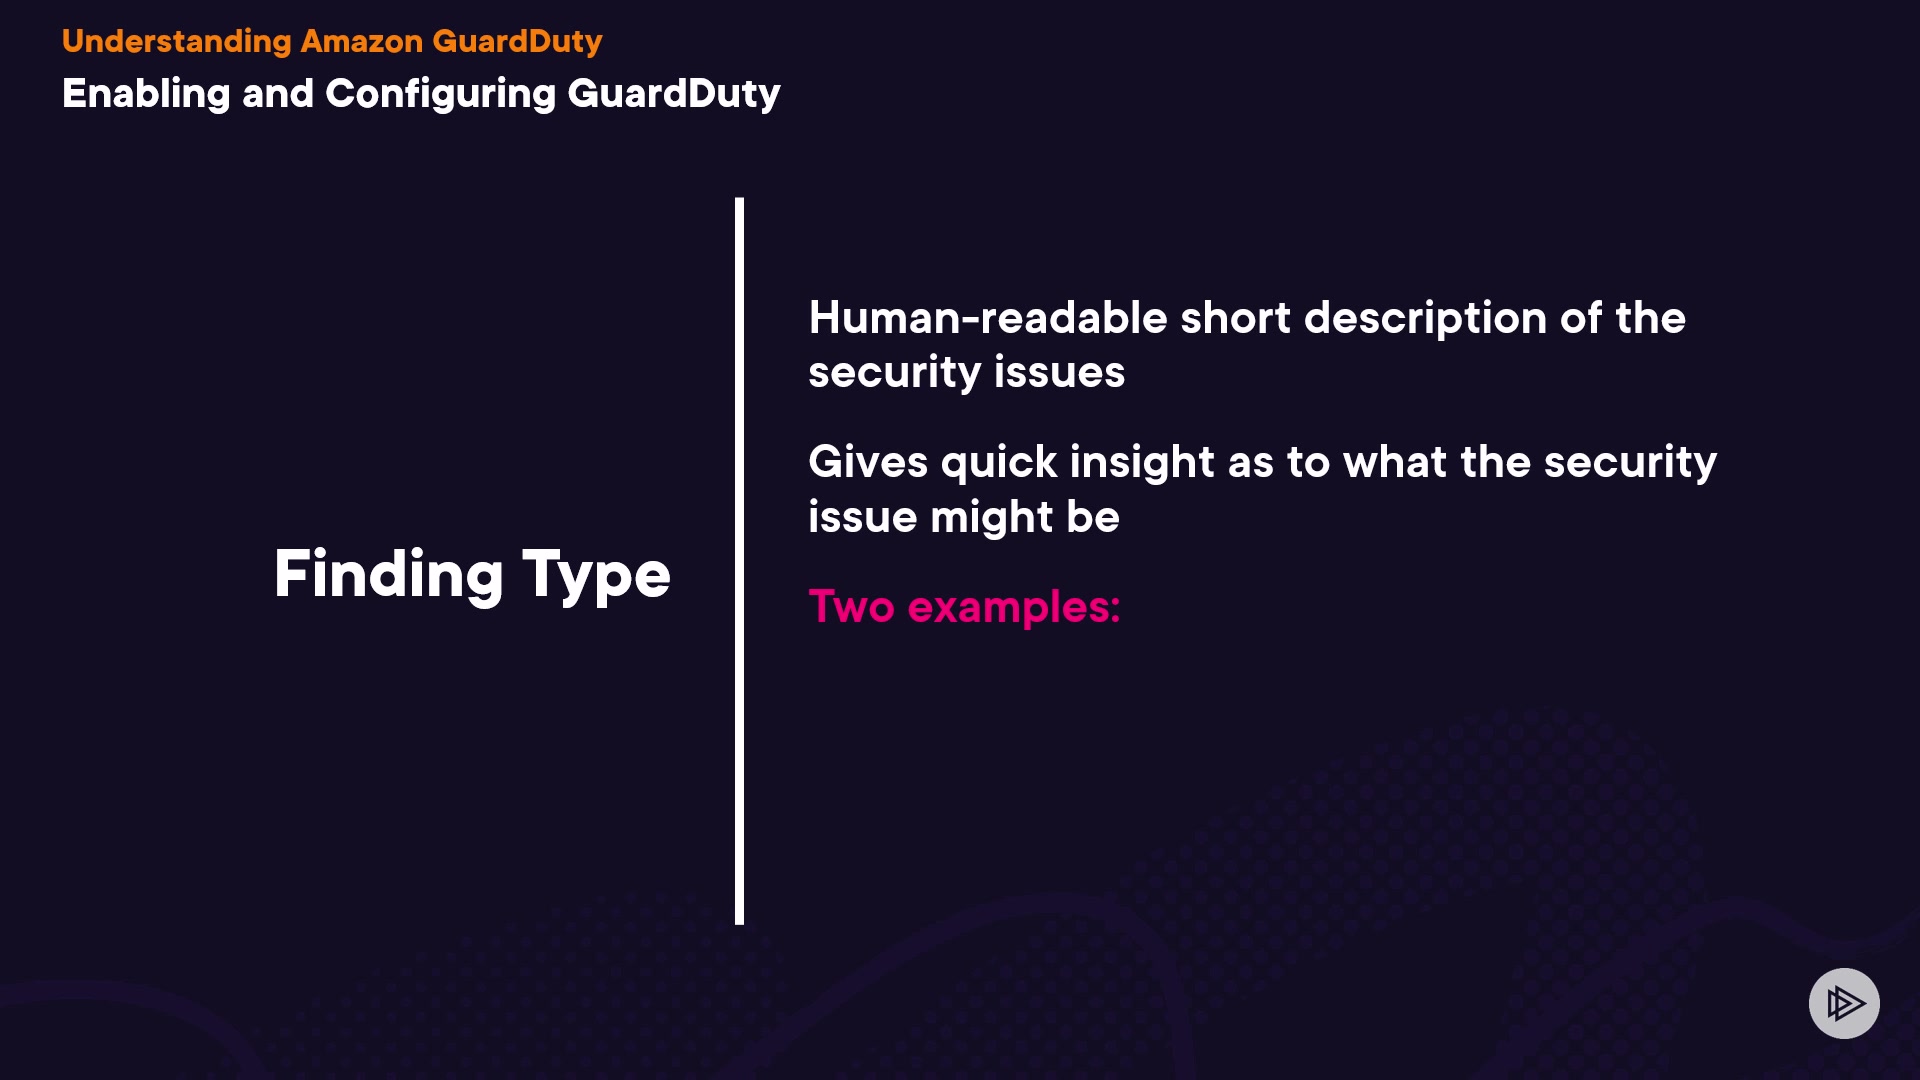 Understanding Amazon GuardDuty
Enabling and Configuring GuardDuty
Finding Type
Human-readable short description of the
security issues
Gives quick insight as to what the security
issue might be
Two examples: